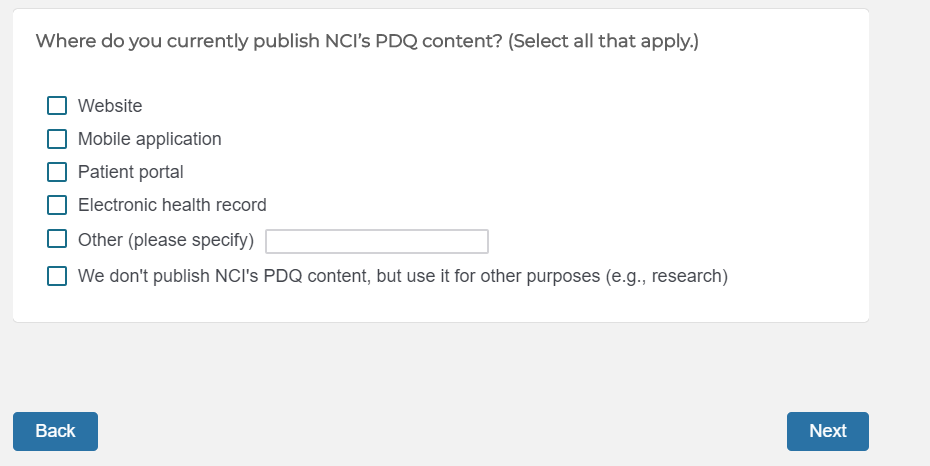 Where do you currently publish NCI’s PDQ content? (Select all that apply.)
Website
Mobile application
Patient portal
Electronic health record
Other (please specify)
We don't publish NCI's PDQ content, but use it for other purposes (e.g., research)
Back
Next